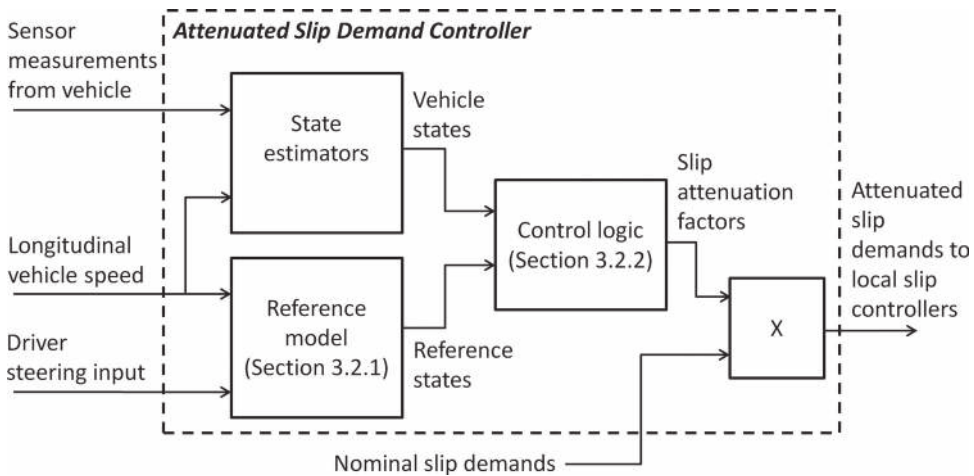 Attenuated Slip Demand Controller
Sensor
measurements
from vehicle
State
estimators
Vehicle
states
Longitudinal
vehicle speed
Reference
model
(Section 3.2.1)
Reference
states
Driver
steering input
Control logic
(Section 3.2.2)
Slip
attenuation
factors
X
Attenuated
slip
demands to
local slip
controllers
Nominal slip demands